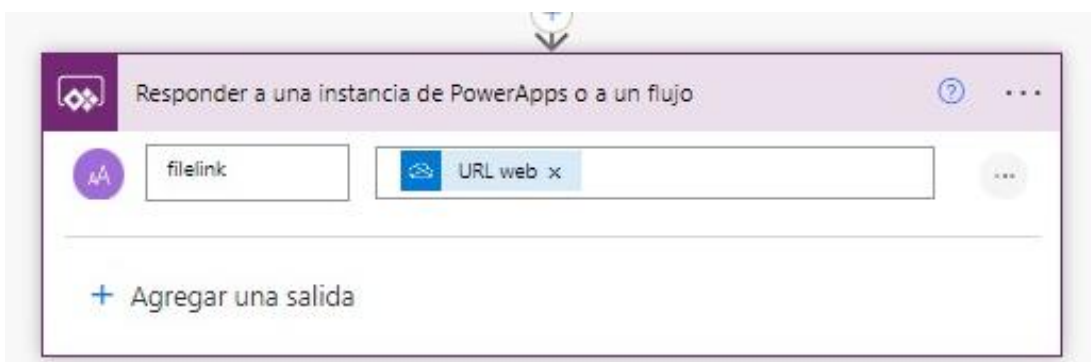 Responder a una instancia de PowerApps o a un flujo
filelink URL web x
+ Agregar una salida